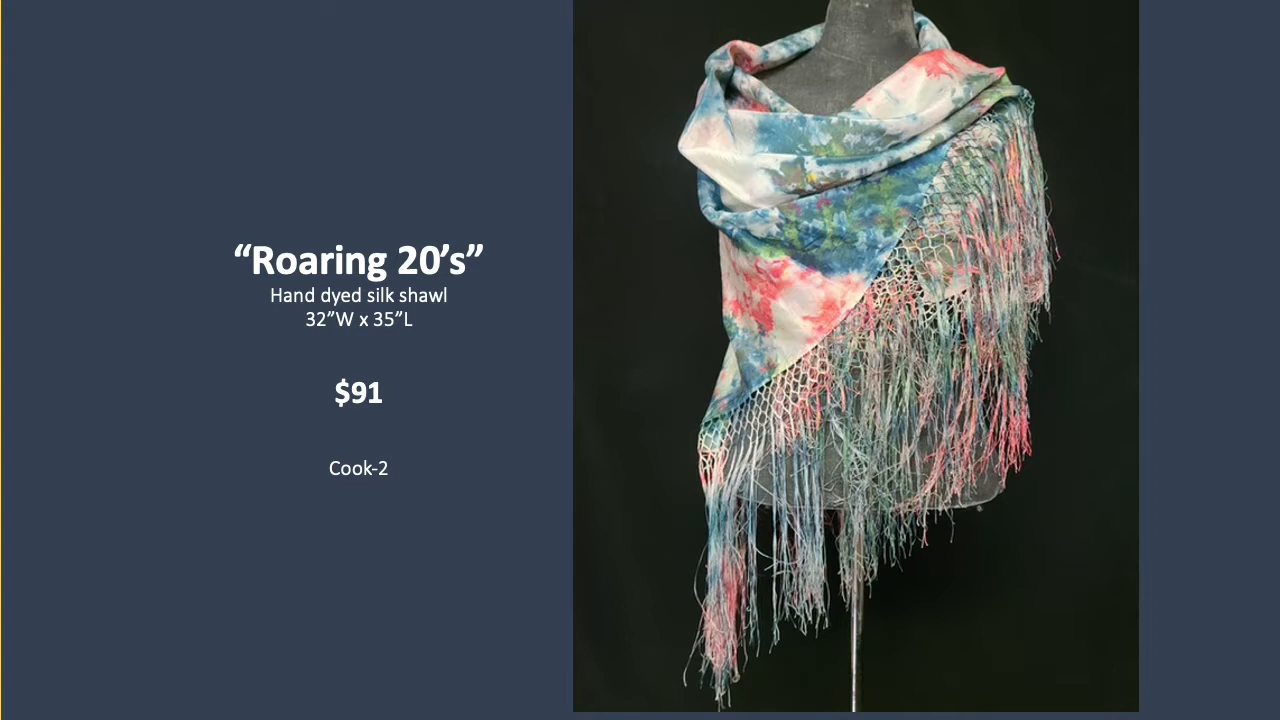 “Roaring 20’s”
Hand dyed silk shawl
32”W x 35”L
$91
Cook-2